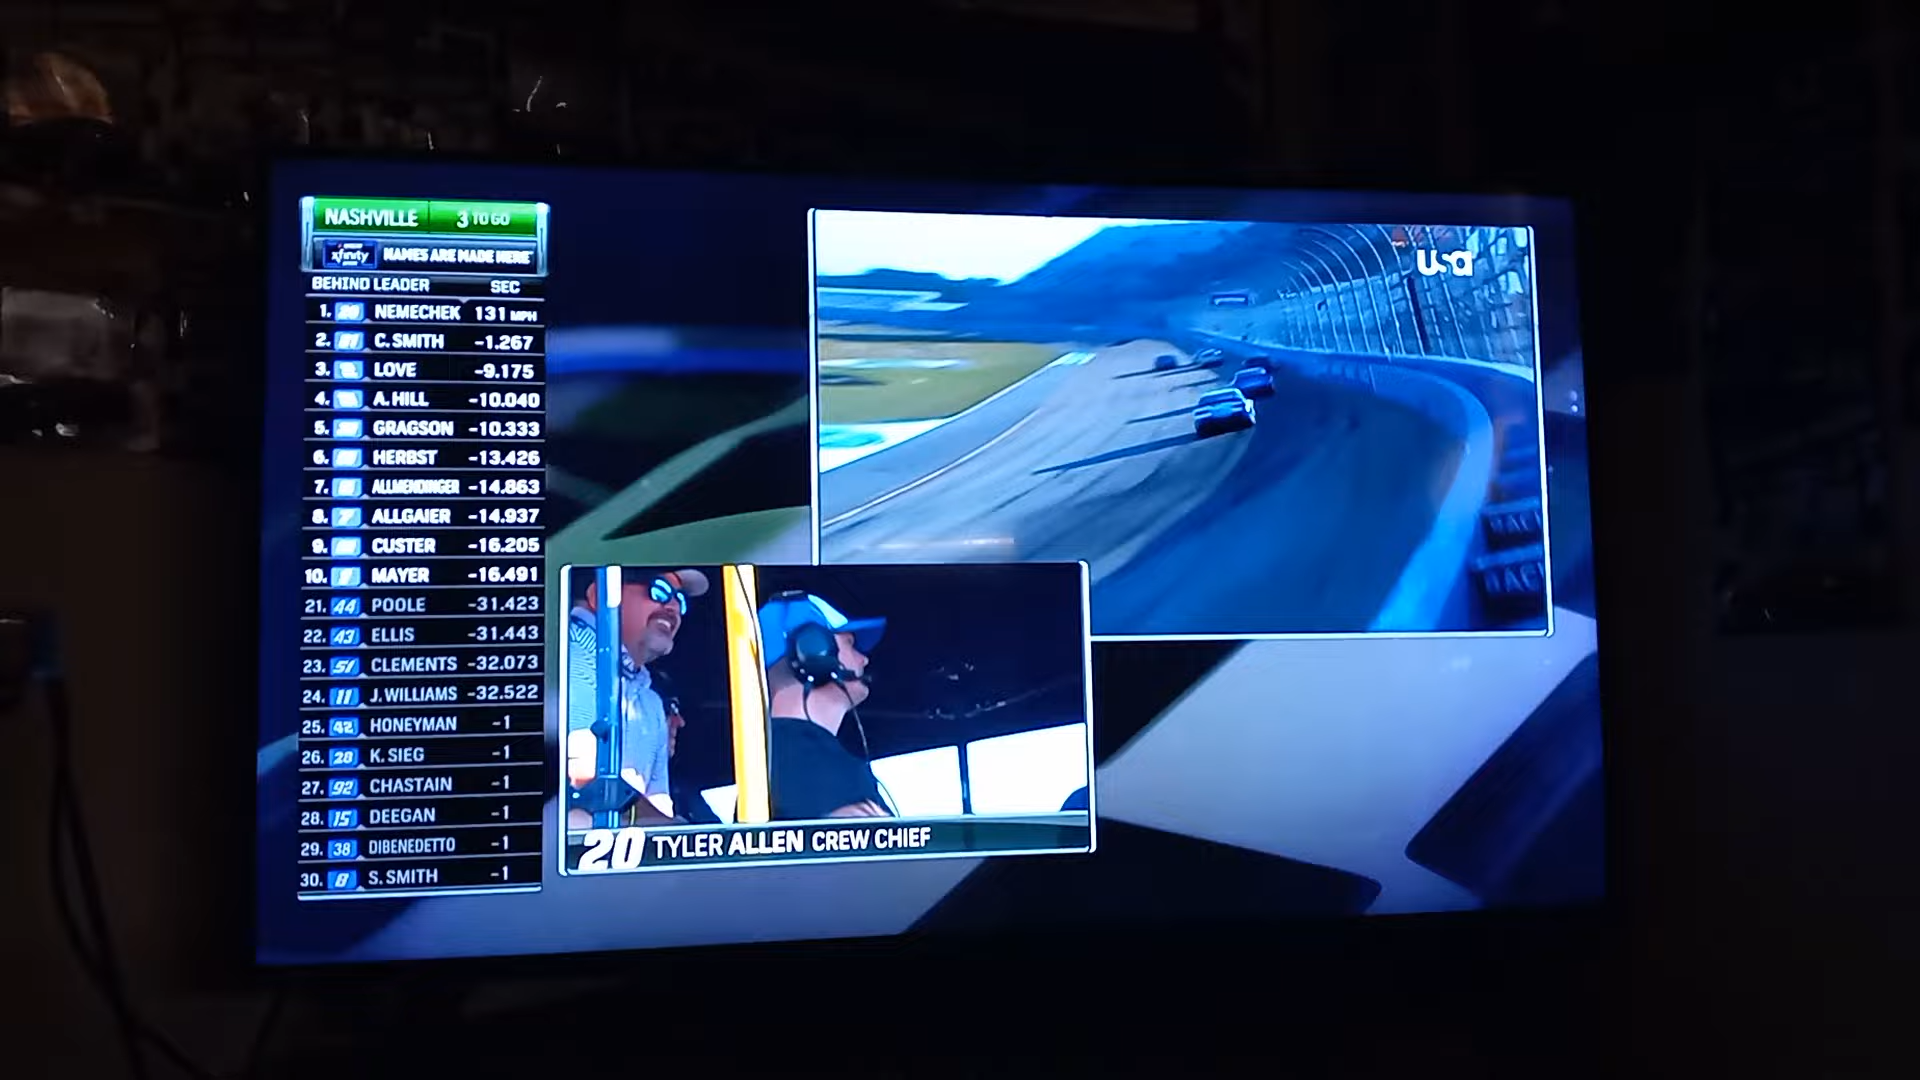 NASHVILLE 3 TO GO
xfinity NAMES ARE MADE HERE
BEHIND LEADER SEC
1. 20 NEMECHEK 131 MPH
2. 81 C. SMITH -1.267
3. LOVE -9.175
4. A. HILL -10.040
5. GRAGSON -10.333
6. HERBST -13.426
7. ALLMENDINGER -14.863
8. 7 ALLGAIER -14.937
9. CUSTER -16.205
10. 1 MAYER -16.491
21. 44 POOLE -31.423
22. 43 ELLIS -31.443
23. 51 CLEMENTS -32.073
24. 11 J. WILLIAMS -32.522
25. 42 HONEYMAN -1
26. 28 K. SIEG -1
27. 92 CHASTAIN -1
28. 15 DEEGAN -1
29. 38 DIBENEDETTO -1
30. 8 S. SMITH -1
usa
20 TYLER ALLEN CREW CHIEF